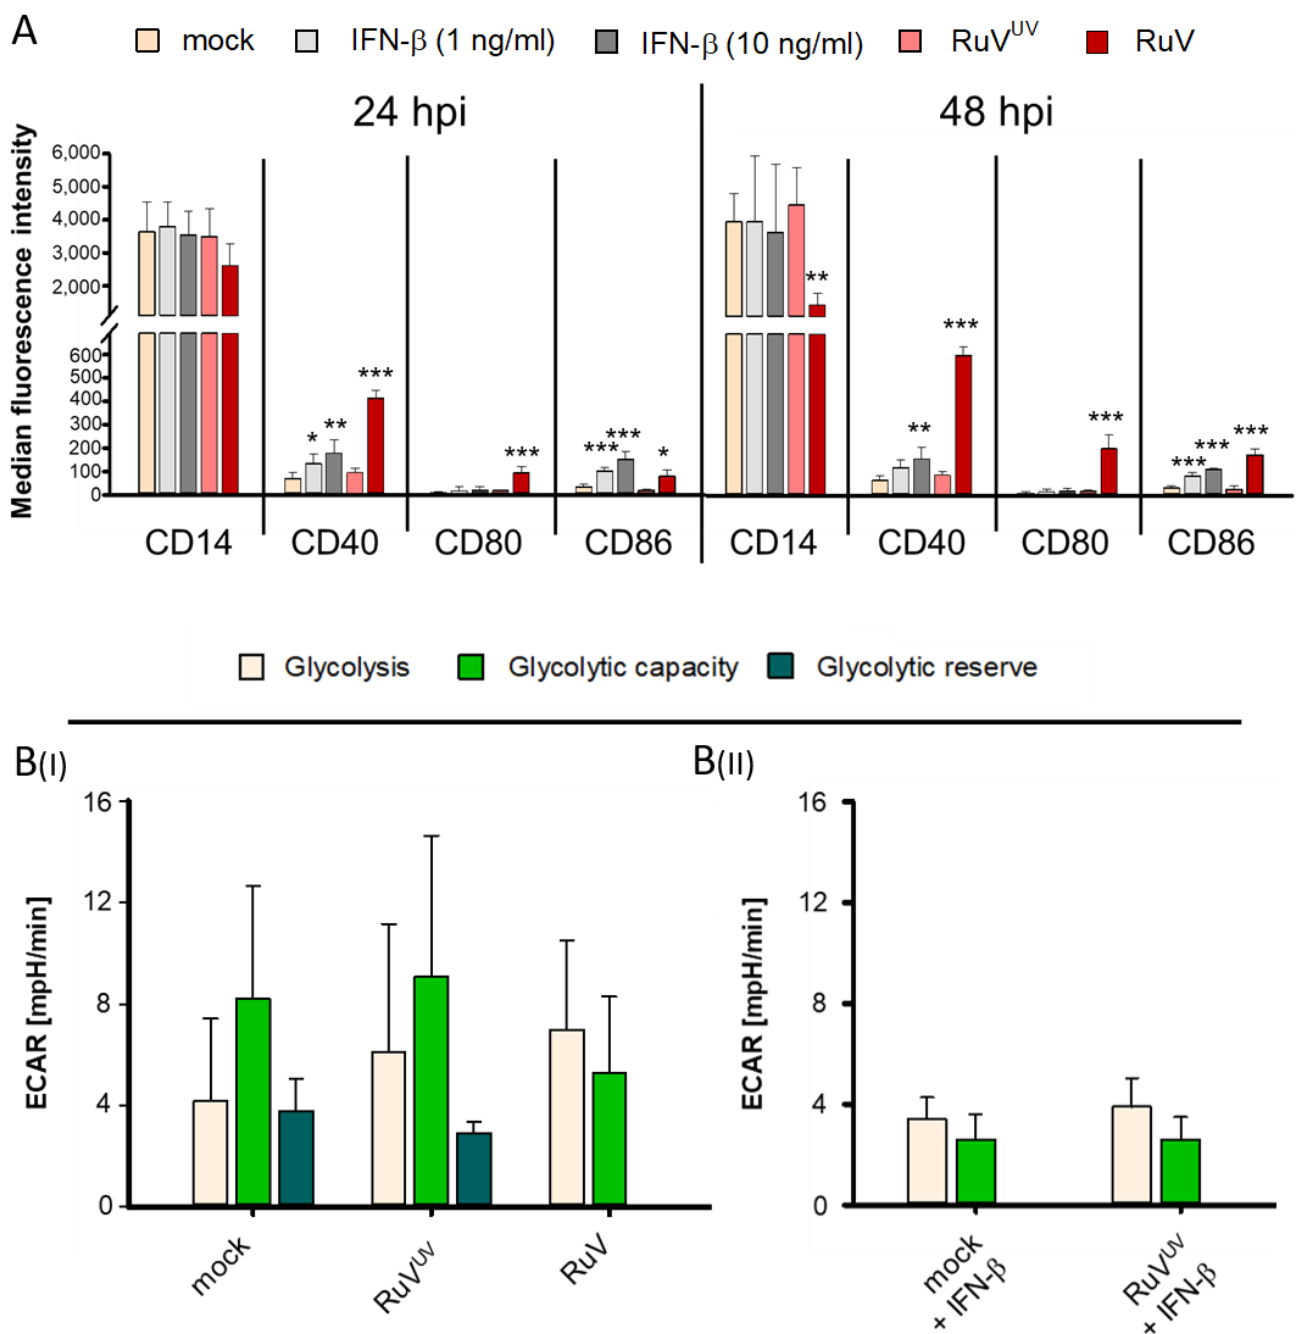 A
mock IFN-β (1 ng/ml) IFN-β (10 ng/ml) RuV^UV RuV
24 hpi 48 hpi
Median fluorescence intensity
6,000
5,000
4,000
3,000
2,000
600
500
400
300
200
100
0
* ** *** *** *** *** * ** ** *** *** *** *** ***
CD14 CD40 CD80 CD86 CD14 CD40 CD80 CD86
Glycolysis Glycolytic capacity Glycolytic reserve
B(I)
ECAR [mpH/min]
16
12
8
4
0
mock RuV^UV RuV
B(II)
ECAR [mpH/min]
16
12
8
4
0
mock
+ IFN-β
RuV^UV
+ IFN-β